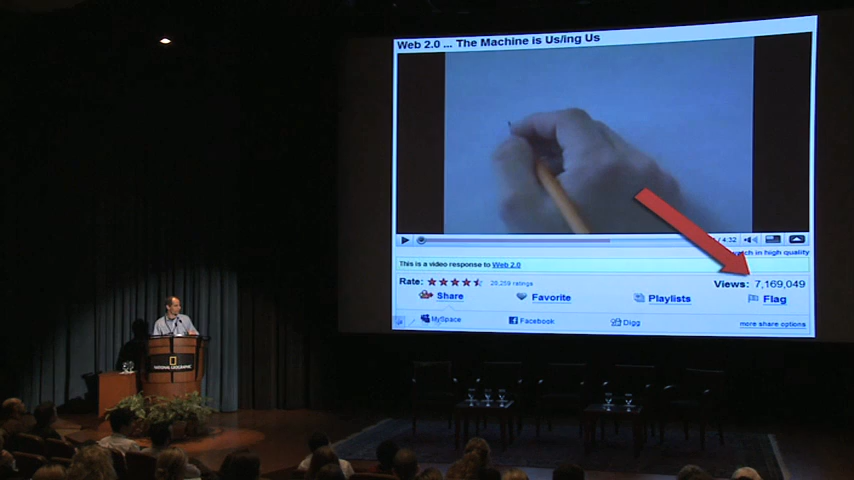 Web 2.0 ... The Machine is Us/ing Us
/ 4:32
watch in high quality
This is a video response to Web 2.0
Rate: 28,259 ratings
Views: 7,169,049
Share Favorite Playlists Flag
MySpace Facebook Digg more share options
NATIONAL GEOGRAPHIC